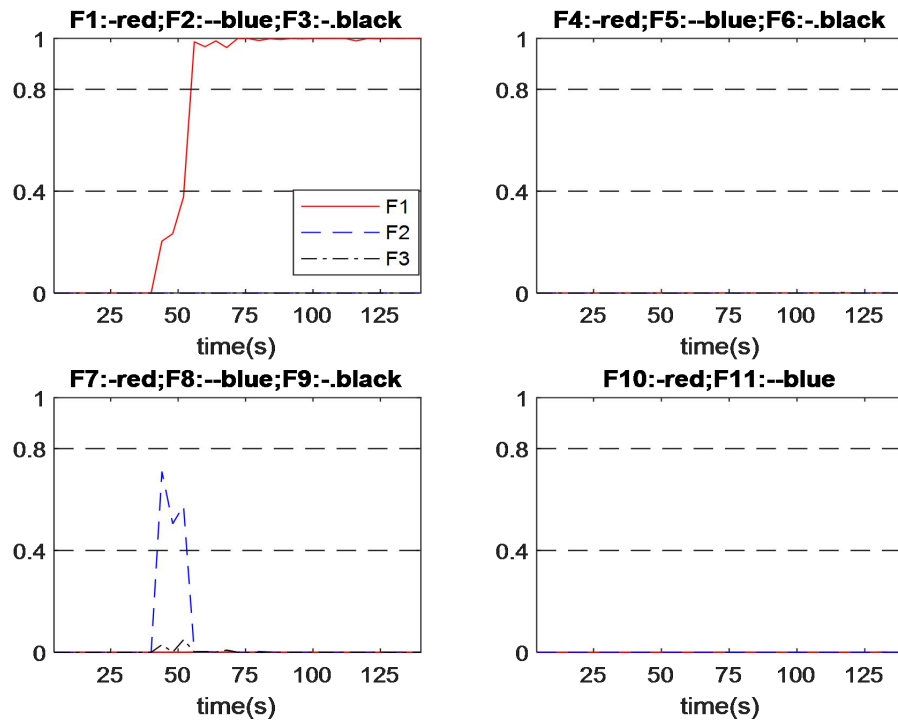 F1:-red;F2:--blue;F3:-.black
1
0.8
0.4
0
F1
F2
F3
25 50 75 100 125
time(s)
F4:-red;F5:--blue;F6:-.black
1
0.8
0.4
0
25 50 75 100 125
time(s)
F7:-red;F8:--blue;F9:-.black
1
0.8
0.4
0
25 50 75 100 125
time(s)
F10:-red;F11:--blue
1
0.8
0.4
0
25 50 75 100 125
time(s)